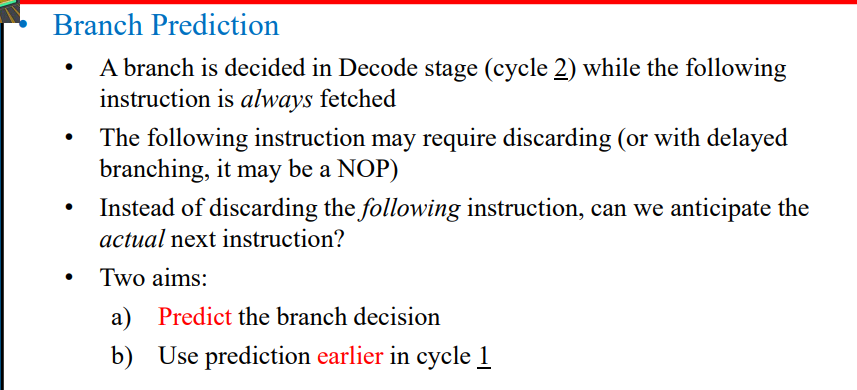 • Branch Prediction
• A branch is decided in Decode stage (cycle 2) while the following
instruction is always fetched
• The following instruction may require discarding (or with delayed
branching, it may be a NOP)
• Instead of discarding the following instruction, can we anticipate the
actual next instruction?
• Two aims:
a) Predict the branch decision
b) Use prediction earlier in cycle 1